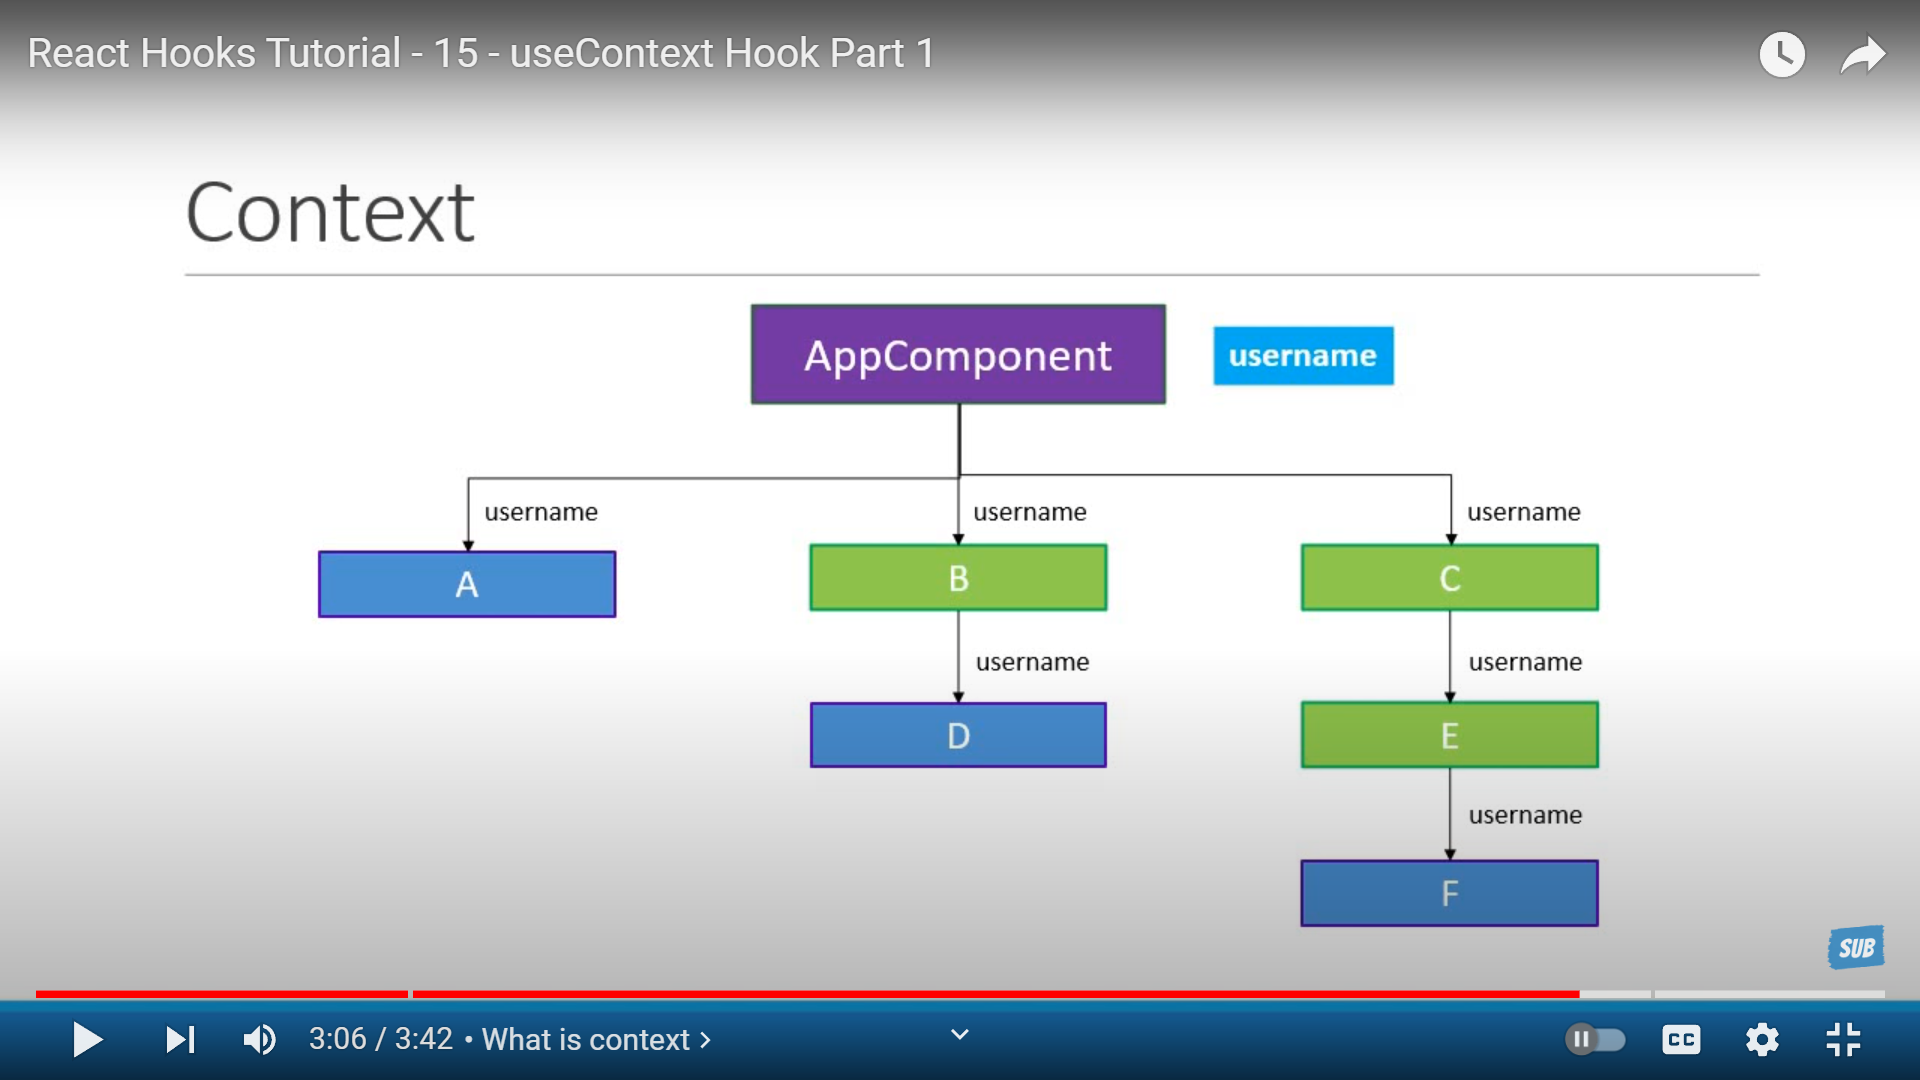 React Hooks Tutorial - 15 - useContext Hook Part 1
Context
AppComponent
username
username
username
username
A
B
C
username
username
D
E
username
F
SUB
3:06 / 3:42 • What is context >
CC